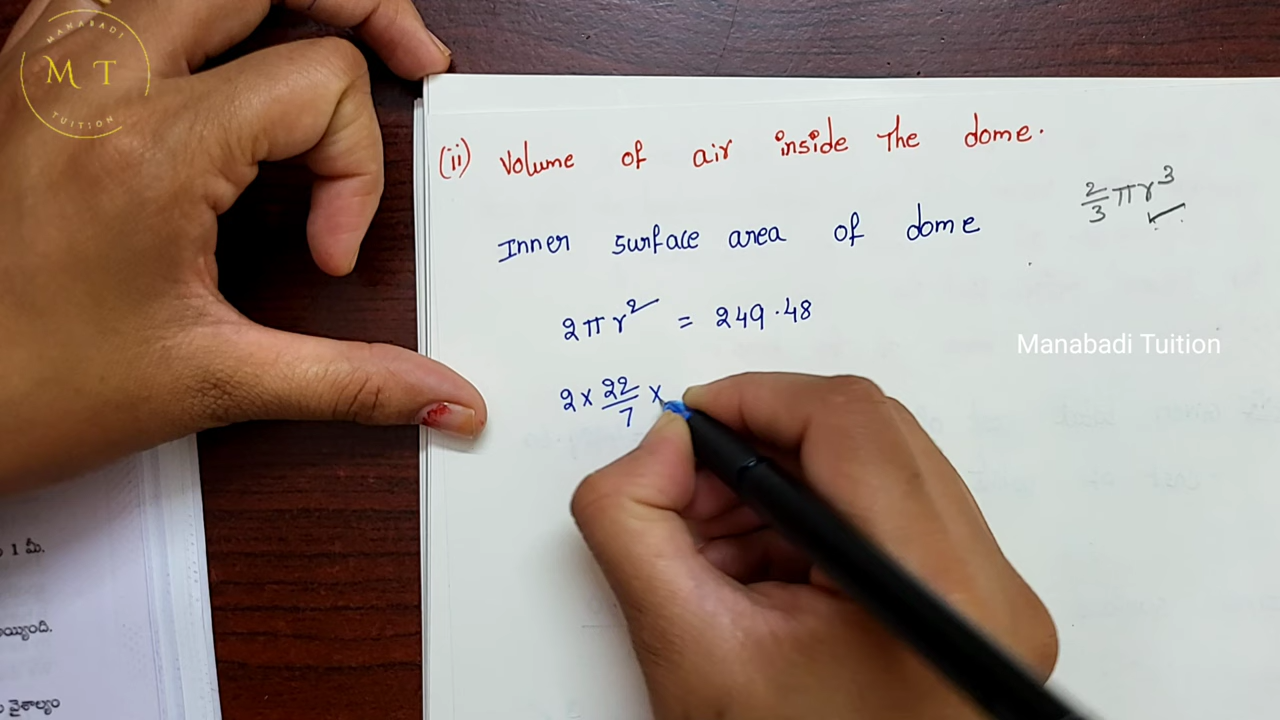 MANABADI
M T
TUITION
(ii) Volume of air inside the dome.
2/3 πr³
Inner surface area of dome
2πr² = 249.48
Manabadi Tuition
2 × 22/7 ×
1 మీ.
వైశాల్యం